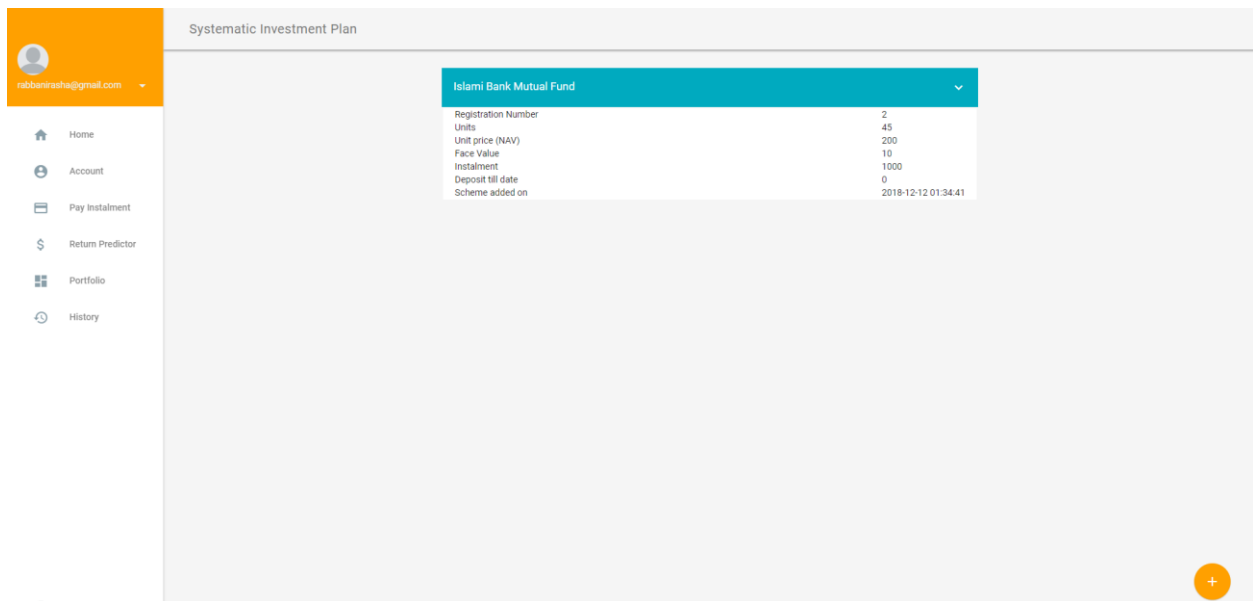 Systematic Investment Plan
rabbanirasha@gmail.com
Home
Account
Pay Instalment
Return Predictor
Portfolio
History
Islami Bank Mutual Fund
Registration Number 2
Units 45
Unit price (NAV) 200
Face Value 10
Instalment 1000
Deposit till date 0
Scheme added on 2018-12-12 01:34:41
+